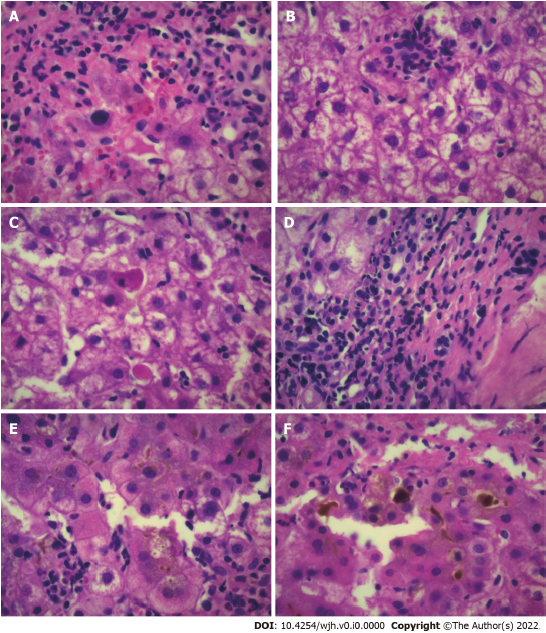 A
B
C
D
E
F
DOI: 10.4254/wjh.v0.i0.0000 Copyright ©The Author(s) 2022.